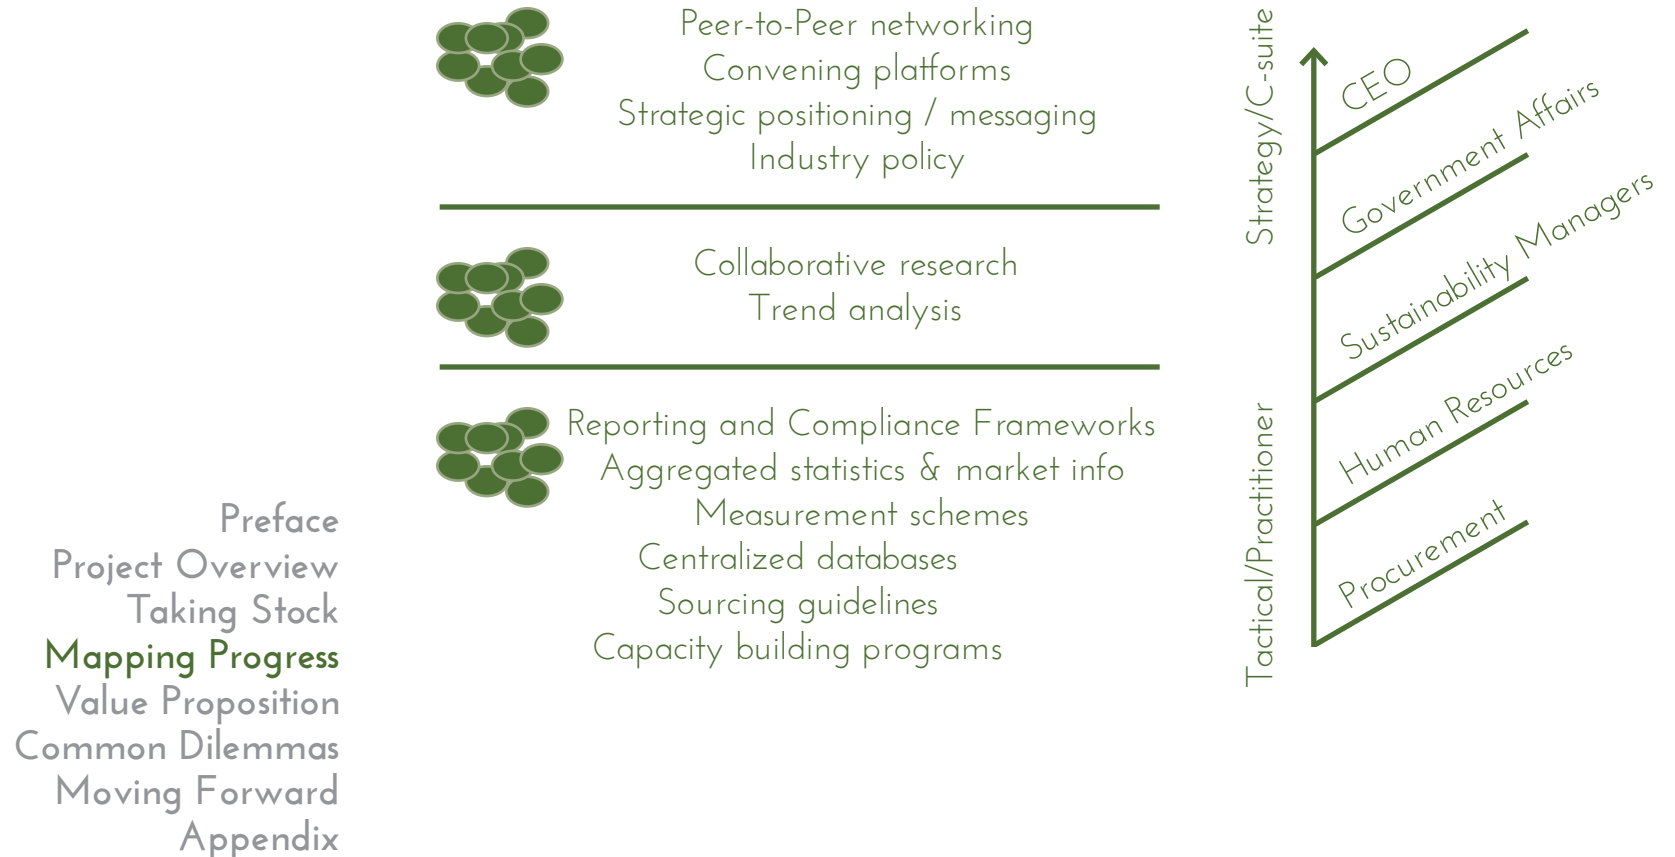 Peer-to-Peer networking
Convening platforms
Strategic positioning / messaging
Industry policy
Collaborative research
Trend analysis
Reporting and Compliance Frameworks
Aggregated statistics & market info
Measurement schemes
Centralized databases
Sourcing guidelines
Capacity building programs
Strategy/C-suite
Tactical/Practitioner
CEO
Government Affairs
Sustainability Managers
Human Resources
Procurement
Preface
Project Overview
Taking Stock
Mapping Progress
Value Proposition
Common Dilemmas
Moving Forward
Appendix